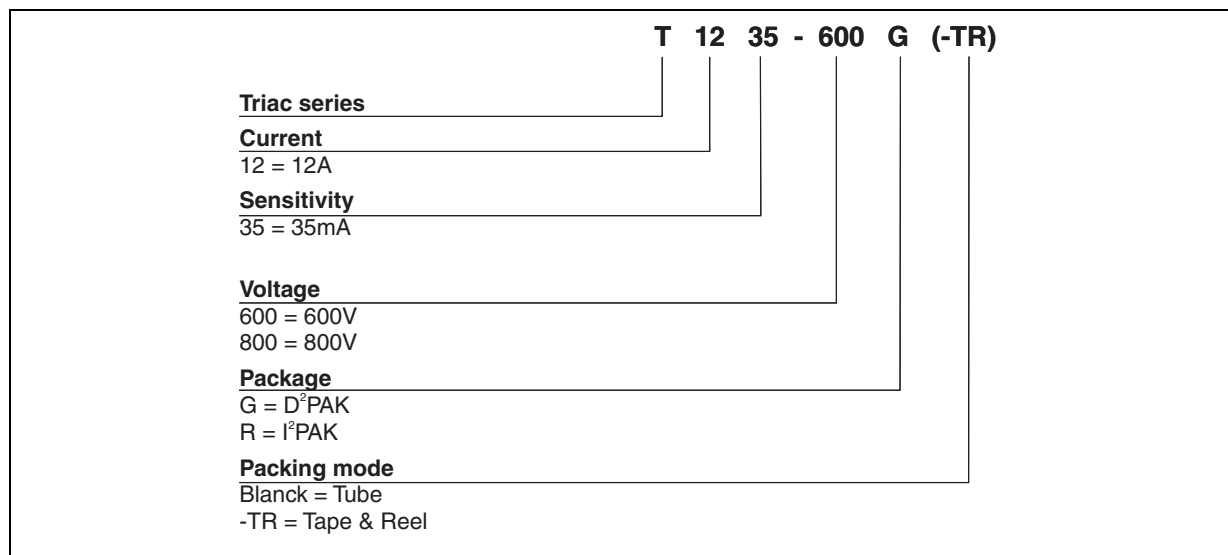 T 12 35 - 600 G (-TR)
Triac series
Current
12 = 12A
Sensitivity
35 = 35mA
Voltage
600 = 600V
800 = 800V
Package
G = D²PAK
R = I²PAK
Packing mode
Blanck = Tube
-TR = Tape & Reel